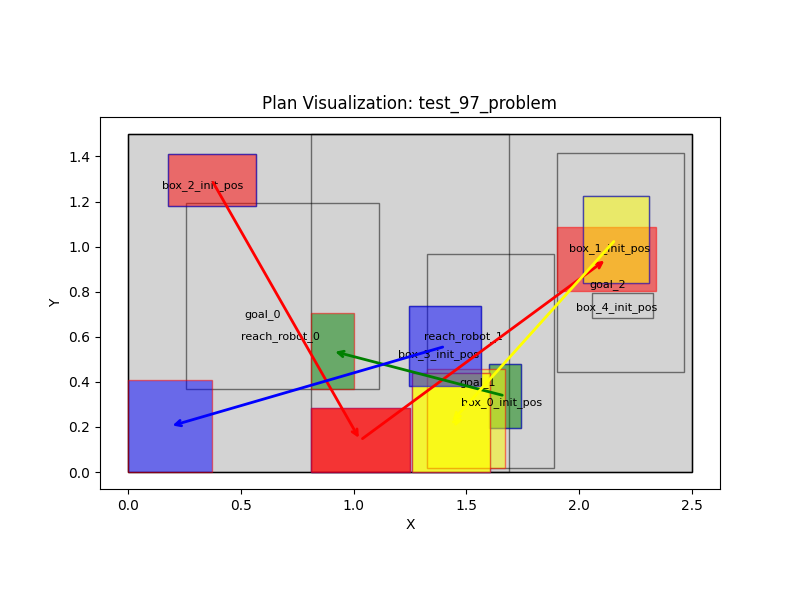 Plan Visualization: test_97_problem
Y
1.4
1.2
1.0
0.8
0.6
0.4
0.2
0.0
box_2_init_pos
box_1_init_pos
goal_2
box_4_init_pos
goal_0
reach_robot_0
reach_robot_1
box_3_init_pos
goal_1
box_0_init_pos
0.0
0.5
1.0
1.5
2.0
2.5
X